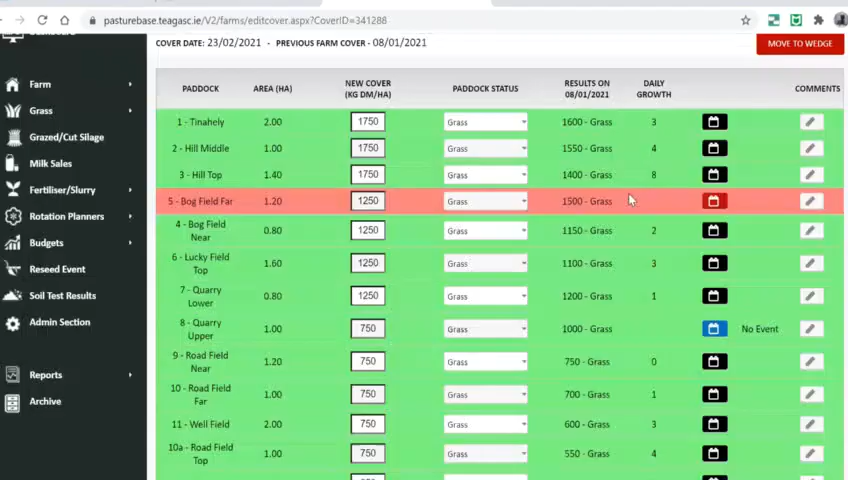 pasturebase.teagasc.ie/V2/farms/editcover.aspx?CoverID=341288
COVER DATE: 23/02/2021 - PREVIOUS FARM COVER - 08/01/2021
MOVE TO WEDGE
Farm
Grass
Grazed/Cut Silage
Milk Sales
Fertiliser/Slurry
Rotation Planners
Budgets
Reseed Event
Soil Test Results
Admin Section
Reports
Archive
PADDOCK AREA (HA) NEW COVER (KG DM/HA) PADDOCK STATUS RESULTS ON 08/01/2021 DAILY GROWTH COMMENTS
1 - Tinahely 2.00 1750 Grass 1600 - Grass 3
2 - Hill Middle 1.00 1750 Grass 1550 - Grass 4
3 - Hill Top 1.40 1750 Grass 1400 - Grass 8
5 - Bog Field Far 1.20 1250 Grass 1500 - Grass
4 - Bog Field Near 0.80 1250 Grass 1150 - Grass 2
6 - Lucky Field Top 1.60 1250 Grass 1100 - Grass 3
7 - Quarry Lower 0.80 1250 Grass 1200 - Grass 1
8 - Quarry Upper 1.00 750 Grass 1000 - Grass No Event
9 - Road Field Near 1.20 750 Grass 750 - Grass 0
10 - Road Field Far 1.00 750 Grass 700 - Grass 1
11 - Well Field 2.00 750 Grass 600 - Grass 3
10a - Road Field Top 1.00 750 Grass 550 - Grass 4